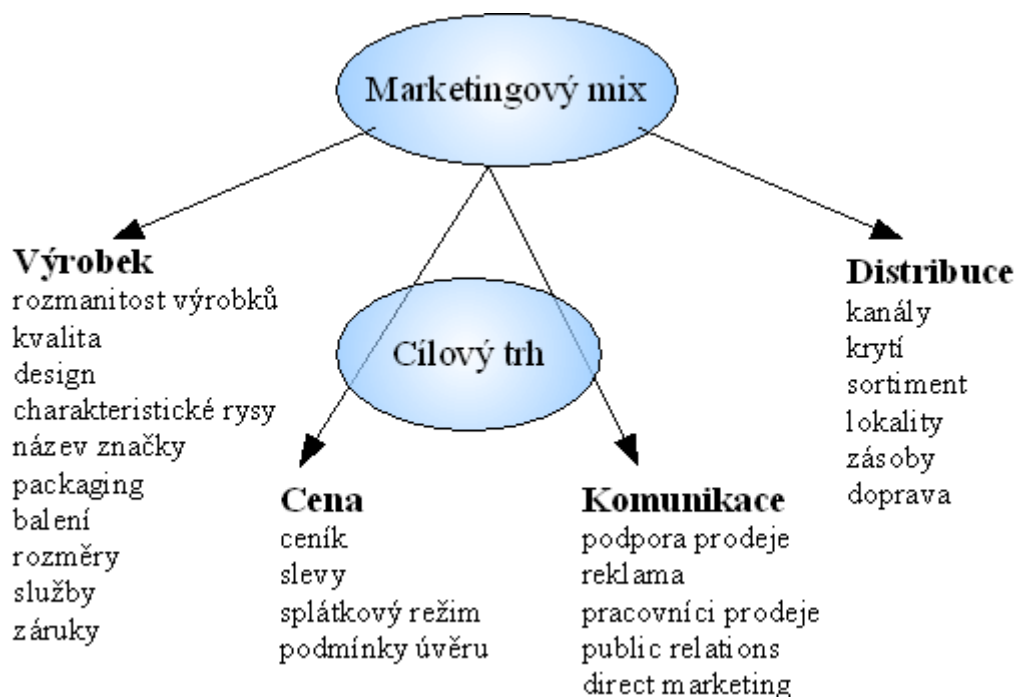 Marketingový mix
Výrobek
rozmanitost výrobků
kvalita
design
charakteristické rysy
název značky
packaging
balení
rozměry
služby
záruky
Cílový trh
Cena
ceník
slevy
splátkový režim
podmínky úvěru
Komunikace
podpora prodeje
reklama
pracovníci prodeje
public relations
direct marketing
Distribuce
kanály
krytí
sortiment
lokality
zásoby
doprava